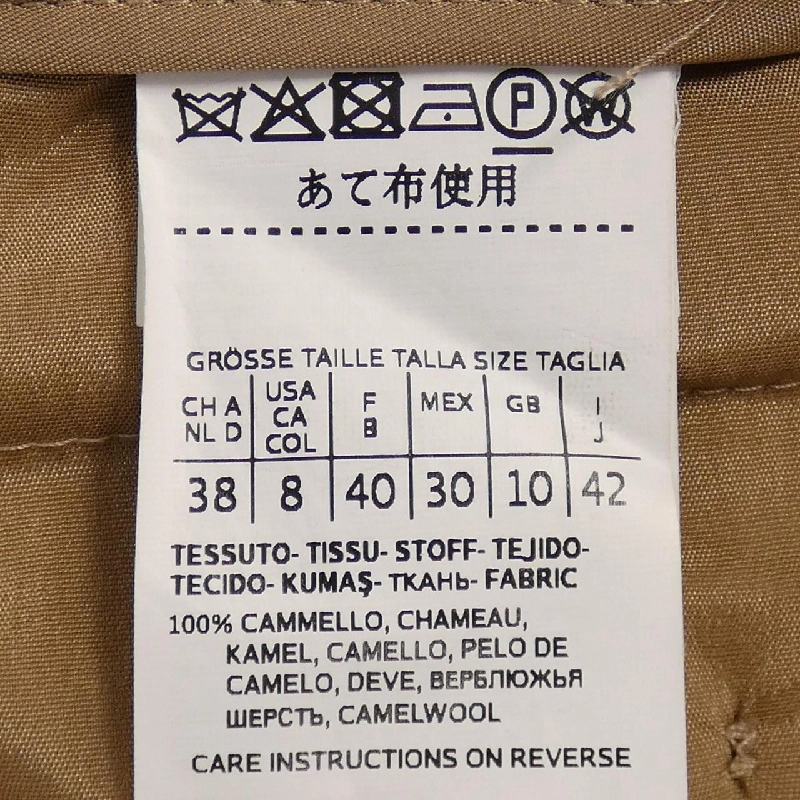 P W
あて布使用
GRÖSSE TAILLE TALLA SIZE TAGLIA
CH A NL D USA CA COL F B MEX GB I J
38 8 40 30 10 42
TESSUTO- TISSU- STOFF- TEJIDO-
TECIDO- KUMAŞ- ТКАНЬ- FABRIC
100% CAMMELLO, CHAMEAU,
KAMEL, CAMELLO, PELO DE
CAMELO, DEVE, ВЕРБЛЮЖЬЯ
ШЕРСТЬ, CAMELWOOL
CARE INSTRUCTIONS ON REVERSE